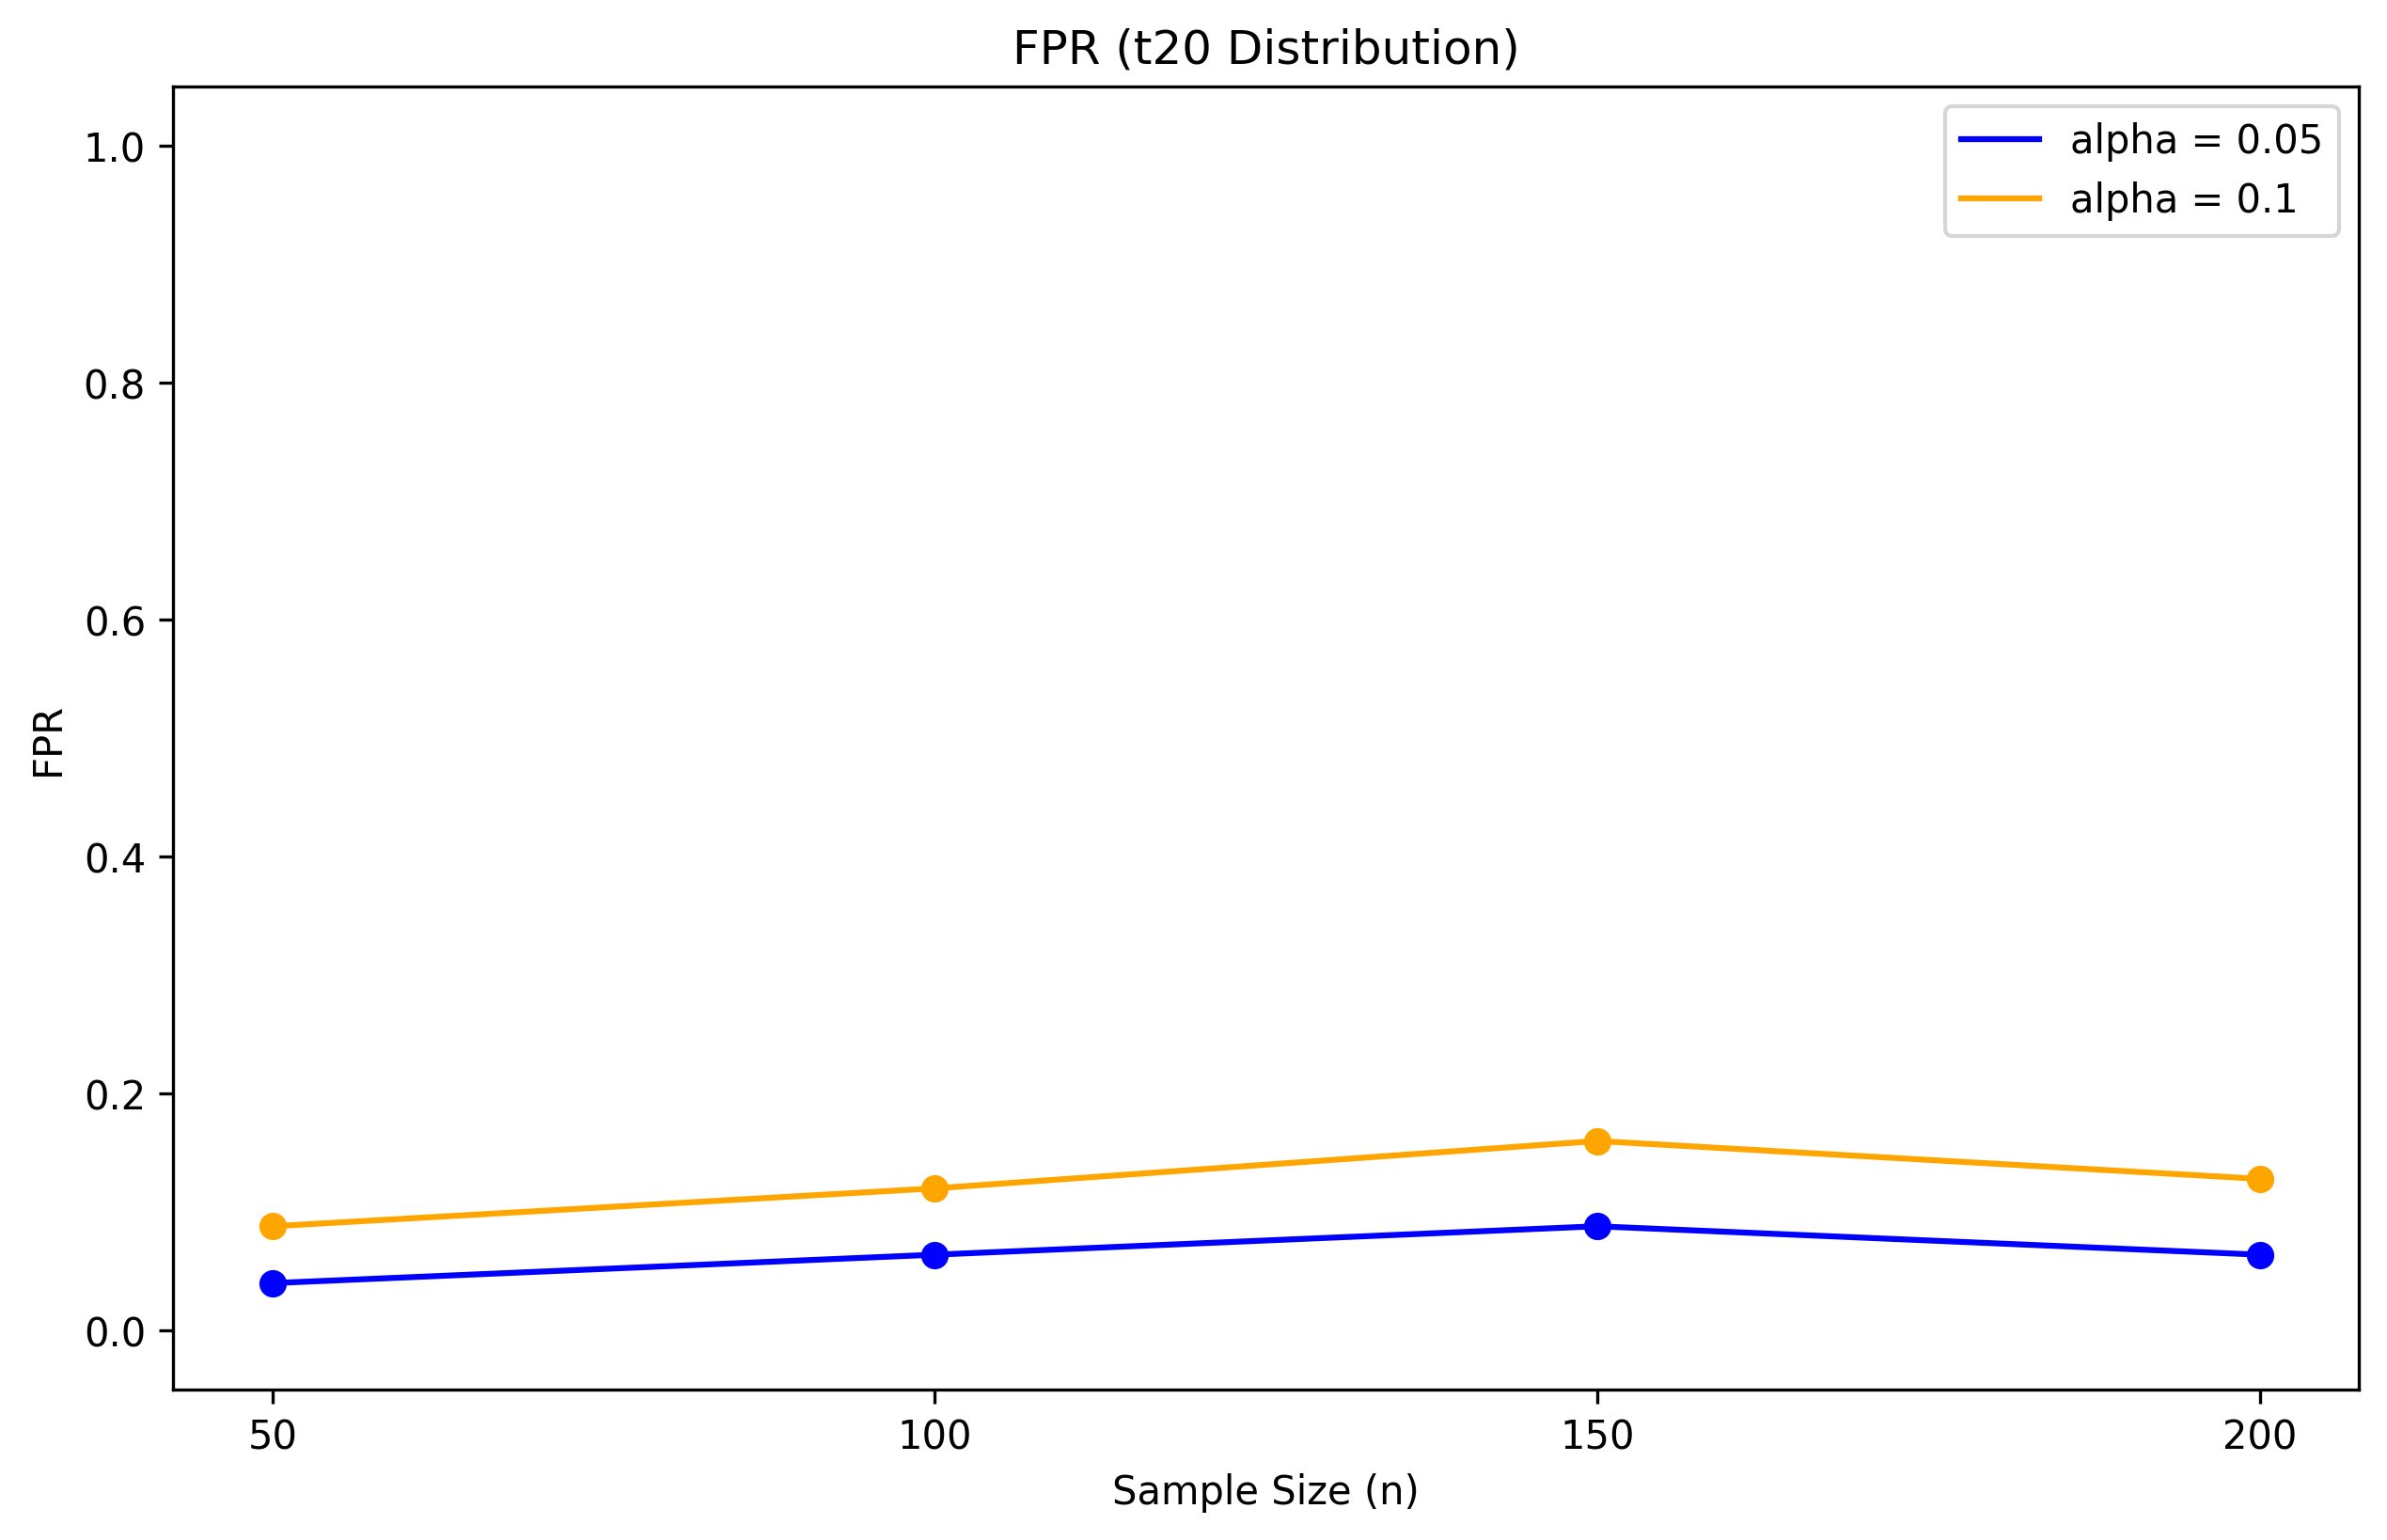 FPR (t20 Distribution)
alpha = 0.05
alpha = 0.1
1.0
0.8
0.6
0.4
0.2
0.0
FPR
50 100 150 200
Sample Size (n)